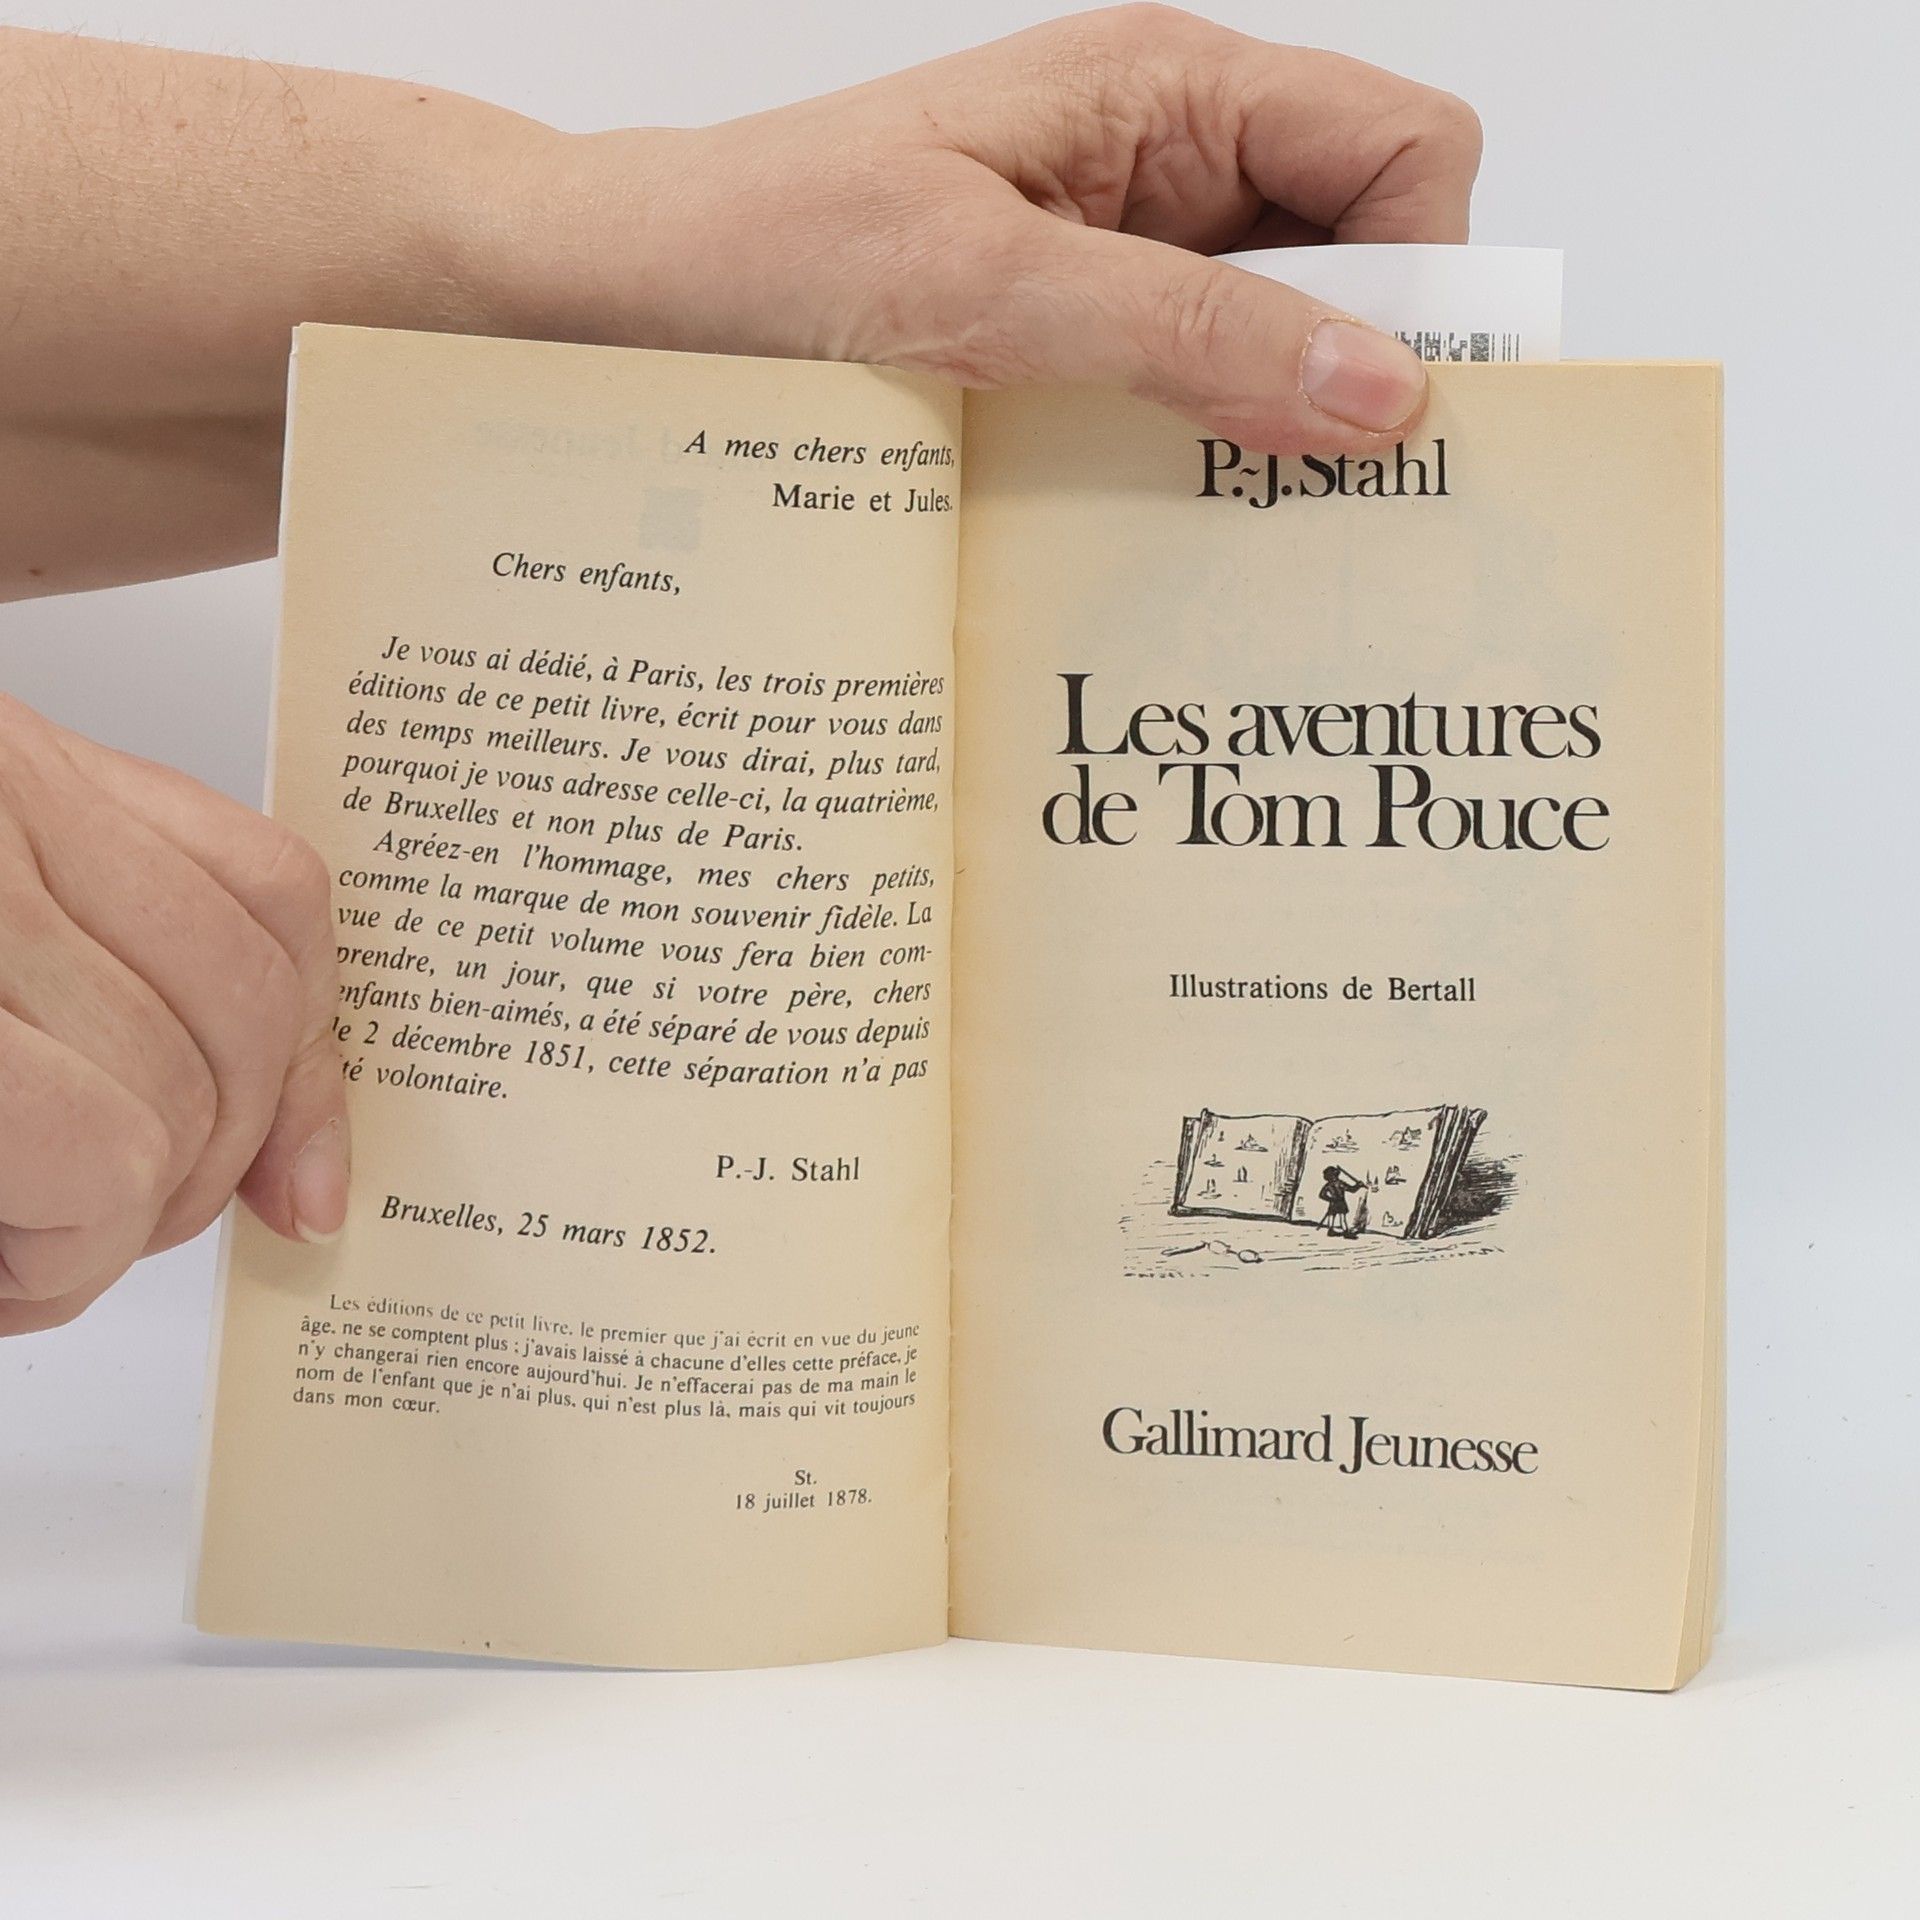 A mes chers enfants,
Marie et Jules.
Chers enfants,
Je vous ai dédié, à Paris, les trois premières
éditions de ce petit livre, écrit pour vous dans
des temps meilleurs. Je vous dirai, plus tard,
pourquoi je vous adresse celle-ci, la quatrième,
de Bruxelles et non plus de Paris.
Agréez-en l'hommage, mes chers petits,
comme la marque de mon souvenir fidèle. La
vue de ce petit volume vous fera bien com-
prendre, un jour, que si votre père, chers
enfants bien-aimés, a été séparé de vous depuis
le 2 décembre 1851, cette séparation n'a pas
été volontaire.
P.-J. Stahl
Bruxelles, 25 mars 1852.
Les éditions de ce petit livre, le premier que j'ai écrit en vue du jeune
âge, ne se comptent plus ; j'avais laissé à chacune d'elles cette préface, je
n'y changerai rien encore aujourd'hui. Je n'effacerai pas de ma main le
nom de l'enfant que je n'ai plus, qui n'est plus là, mais qui vit toujours
dans mon cœur.
St.
18 juillet 1878.
P.-J. Stahl
Les aventures
de Tom Pouce
Illustrations de Bertall
Gallimard Jeunesse